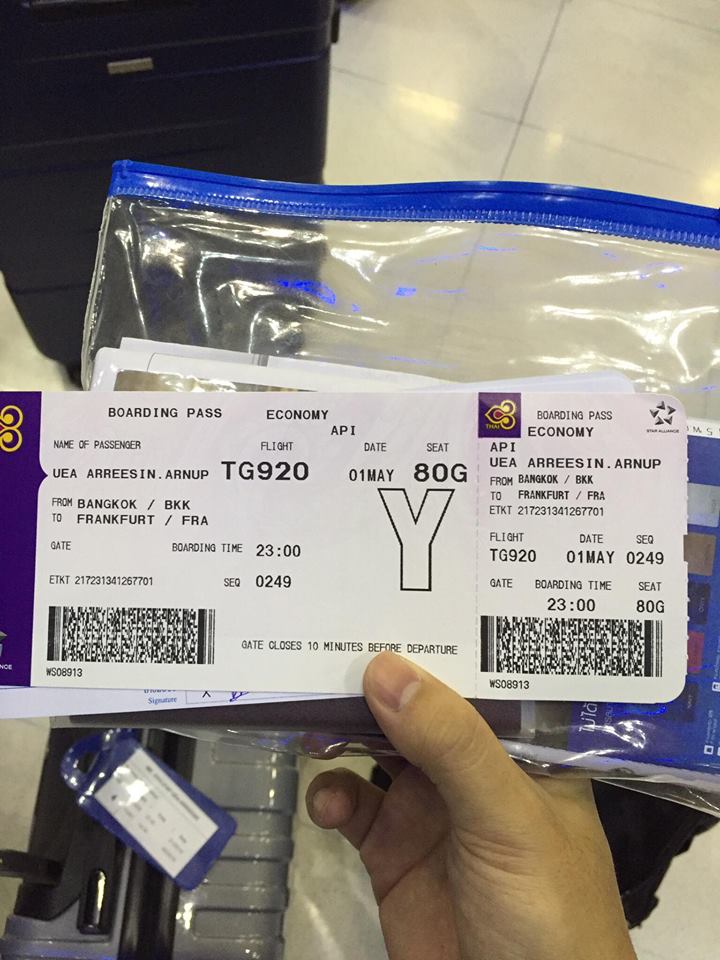 BOARDING PASS ECONOMY
API
NAME OF PASSENGER FLIGHT DATE SEAT
UEA ARREESIN.ARNUP TG920 01MAY 80G
FROM BANGKOK / BKK
TO FRANKFURT / FRA
Y
GATE BOARDING TIME 23:00
ETKT 217231341267701 SEQ 0249
GATE CLOSES 10 MINUTES BEFORE DEPARTURE
WS08913
THAI
BOARDING PASS
STAR ALLIANCE
ECONOMY
API
UEA ARREESIN.ARNUP
FROM BANGKOK / BKK
TO FRANKFURT / FRA
ETKT 217231341267701
FLIGHT DATE SEQ
TG920 01MAY 0249
GATE BOARDING TIME SEAT
23:00 80G
WS08913
Signature